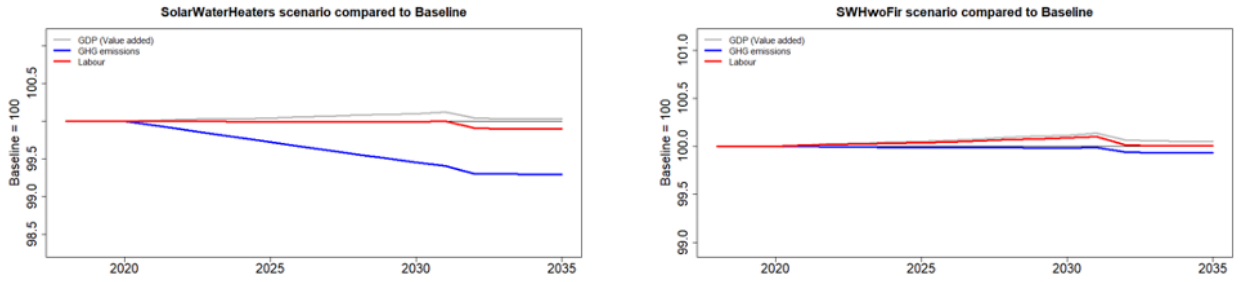 SolarWaterHeaters scenario compared to Baseline
GDP (Value added)
GHG emissions
Labour
Baseline = 100
100.5
99.5
99.0
98.5
2020
2025
2030
2035
SWHwoFir scenario compared to Baseline
GDP (Value added)
GHG emissions
Labour
Baseline = 100
101.0
100.5
100.0
99.5
99.0
2020
2025
2030
2035